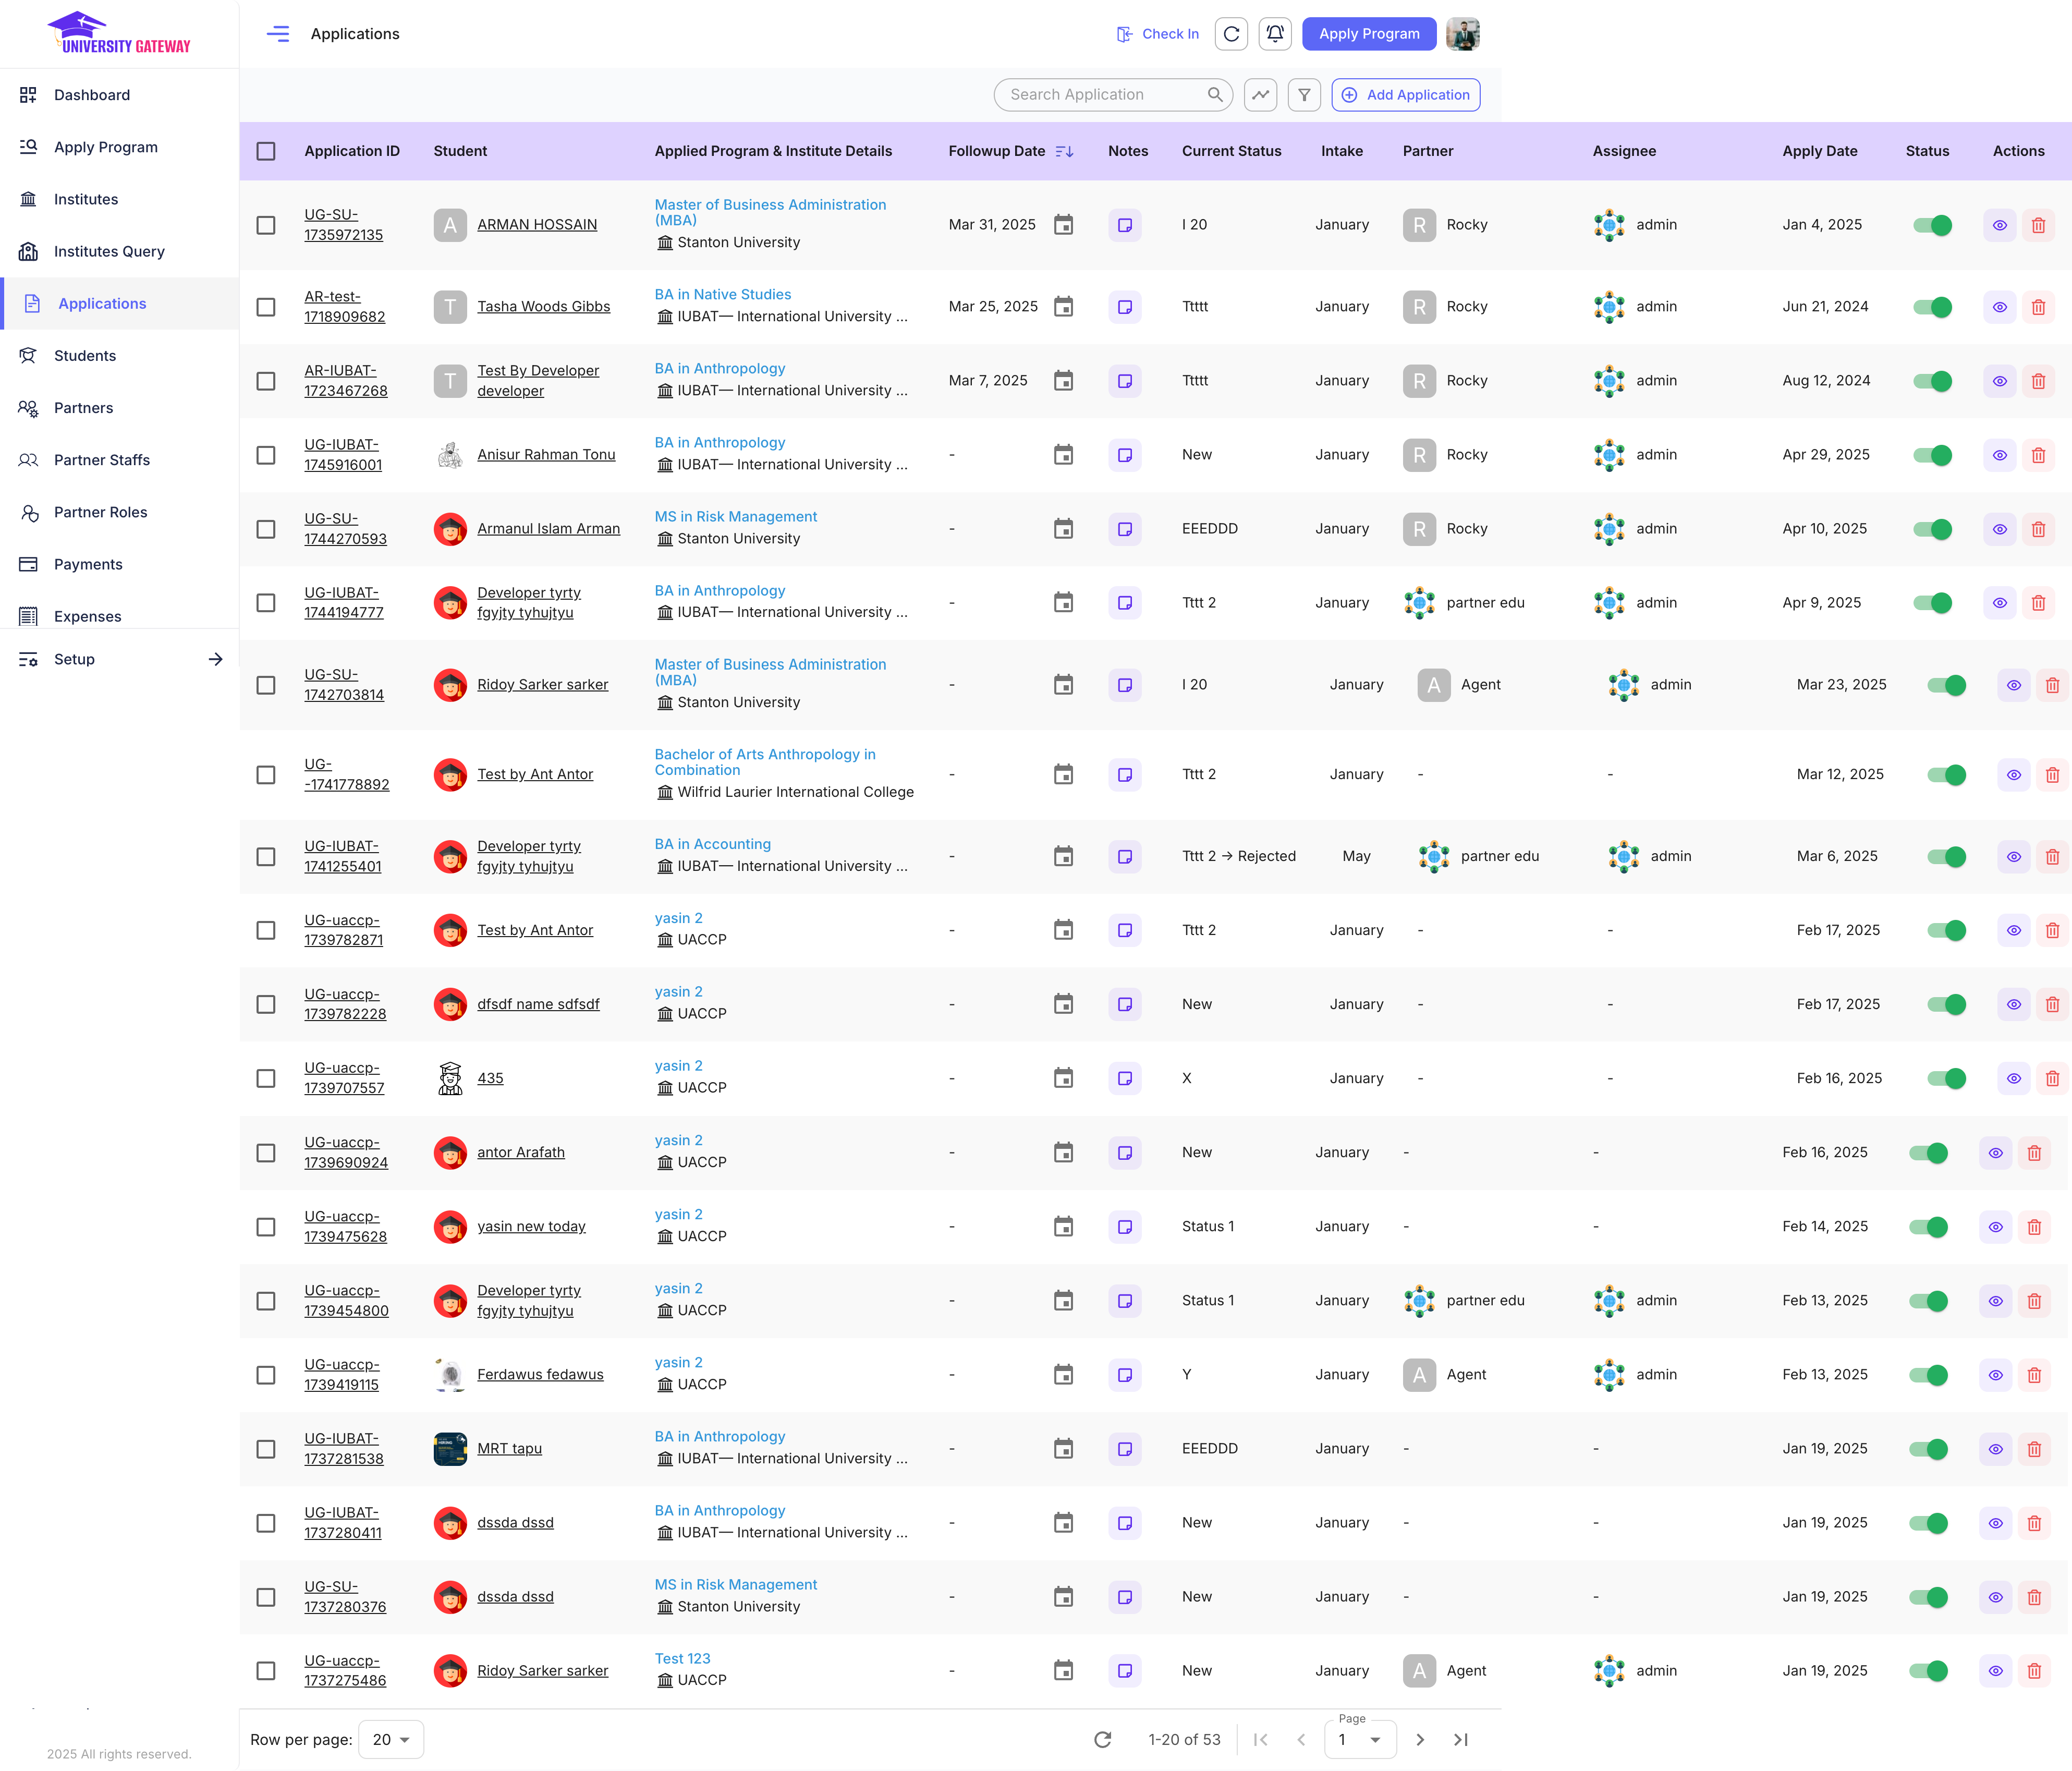 UNIVERSITY GATEWAY
Applications
Check In
Apply Program
Dashboard
Apply Program
Institutes
Institutes Query
Applications
Students
Partners
Partner Staffs
Partner Roles
Payments
Expenses
Setup
2025 All rights reserved.
Search Application
Add Application
Application ID Student Applied Program & Institute Details Followup Date Notes Current Status Intake Partner Assignee Apply Date Status Actions
UG-SU-
1735972135
A ARMAN HOSSAIN
Master of Business Administration
(MBA)
Stanton University
Mar 31, 2025 I 20 January R Rocky admin Jan 4, 2025
AR-test-
1718909682
T Tasha Woods Gibbs
BA in Native Studies
IUBAT— International University ...
Mar 25, 2025 Ttttt January R Rocky admin Jun 21, 2024
AR-IUBAT-
1723467268
T Test By Developer
developer
BA in Anthropology
IUBAT— International University ...
Mar 7, 2025 Ttttt January R Rocky admin Aug 12, 2024
UG-IUBAT-
1745916001
Anisur Rahman Tonu
BA in Anthropology
IUBAT— International University ...
- New January R Rocky admin Apr 29, 2025
UG-SU-
1744270593
Armanul Islam Arman
MS in Risk Management
Stanton University
- EEEDDD January R Rocky admin Apr 10, 2025
UG-IUBAT-
1744194777
Developer tyrty
fgyjty tyhujtyu
BA in Anthropology
IUBAT— International University ...
- Tttt 2 January partner edu admin Apr 9, 2025
UG-SU-
1742703814
Ridoy Sarker sarker
Master of Business Administration
(MBA)
Stanton University
- I 20 January A Agent admin Mar 23, 2025
UG-
-1741778892
Test by Ant Antor
Bachelor of Arts Anthropology in
Combination
Wilfrid Laurier International College
- Tttt 2 January - - Mar 12, 2025
UG-IUBAT-
1741255401
Developer tyrty
fgyjty tyhujtyu
BA in Accounting
IUBAT— International University ...
- Tttt 2 → Rejected May partner edu admin Mar 6, 2025
UG-uaccp-
1739782871
Test by Ant Antor
yasin 2
UACCP
- Tttt 2 January - - Feb 17, 2025
UG-uaccp-
1739782228
dfsdf name sdfsdf
yasin 2
UACCP
- New January - - Feb 17, 2025
UG-uaccp-
1739707557
435
yasin 2
UACCP
- X January - - Feb 16, 2025
UG-uaccp-
1739690924
antor Arafath
yasin 2
UACCP
- New January - - Feb 16, 2025
UG-uaccp-
1739475628
yasin new today
yasin 2
UACCP
- Status 1 January - - Feb 14, 2025
UG-uaccp-
1739454800
Developer tyrty
fgyjty tyhujtyu
yasin 2
UACCP
- Status 1 January partner edu admin Feb 13, 2025
UG-uaccp-
1739419115
Ferdawus fedawus
yasin 2
UACCP
- Y January A Agent admin Feb 13, 2025
UG-IUBAT-
1737281538
MRT tapu
BA in Anthropology
IUBAT— International University ...
- EEEDDD January - - Jan 19, 2025
UG-IUBAT-
1737280411
dssda dssd
BA in Anthropology
IUBAT— International University ...
- New January - - Jan 19, 2025
UG-SU-
1737280376
dssda dssd
MS in Risk Management
Stanton University
- New January - - Jan 19, 2025
UG-uaccp-
1737275486
Ridoy Sarker sarker
Test 123
UACCP
- New January A Agent admin Jan 19, 2025
Row per page: 20
1-20 of 53
Page
1